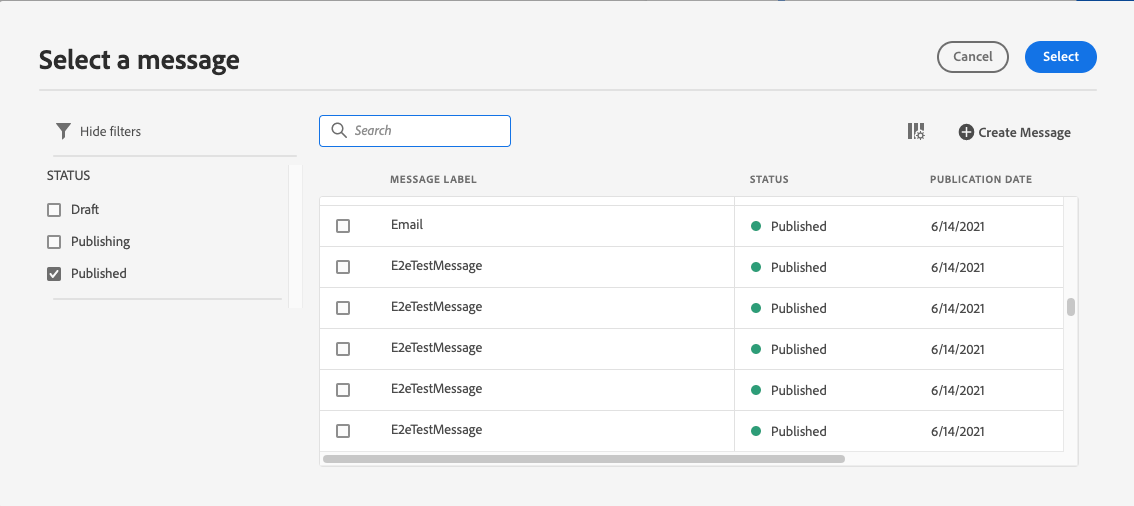 Select a message
Cancel
Select
Hide filters
Search
Create Message
STATUS
Draft
Publishing
Published
MESSAGE LABEL STATUS PUBLICATION DATE
Email Published 6/14/2021
E2eTestMessage Published 6/14/2021
E2eTestMessage Published 6/14/2021
E2eTestMessage Published 6/14/2021
E2eTestMessage Published 6/14/2021
E2eTestMessage Published 6/14/2021